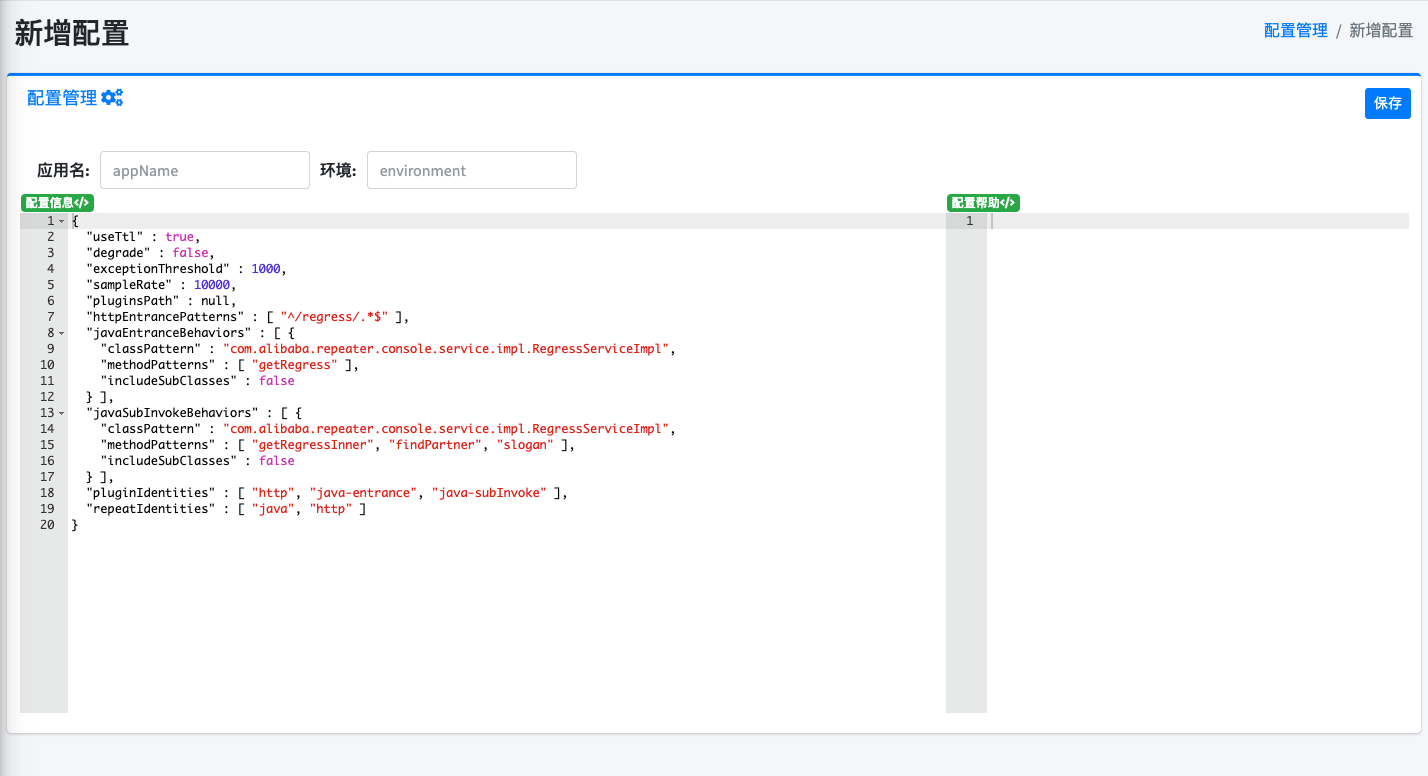 新增配置
配置管理 / 新增配置
配置管理
保存
应用名: appName 环境: environment
配置信息</>
1 {
2 "useTtl" : true,
3 "degrade" : false,
4 "exceptionThreshold" : 1000,
5 "sampleRate" : 10000,
6 "pluginsPath" : null,
7 "httpEntrancePatterns" : [ "^/regress/.*$" ],
8 "javaEntranceBehaviors" : [ {
9 "classPattern" : "com.alibaba.repeater.console.service.impl.RegressServiceImpl",
10 "methodPatterns" : [ "getRegress" ],
11 "includeSubClasses" : false
12 } ],
13 "javaSubInvokeBehaviors" : [ {
14 "classPattern" : "com.alibaba.repeater.console.service.impl.RegressServiceImpl",
15 "methodPatterns" : [ "getRegressInner", "findPartner", "slogan" ],
16 "includeSubClasses" : false
17 } ],
18 "pluginIdentities" : [ "http", "java-entrance", "java-subInvoke" ],
19 "repeatIdentities" : [ "java", "http" ]
20 }
配置帮助</>
1